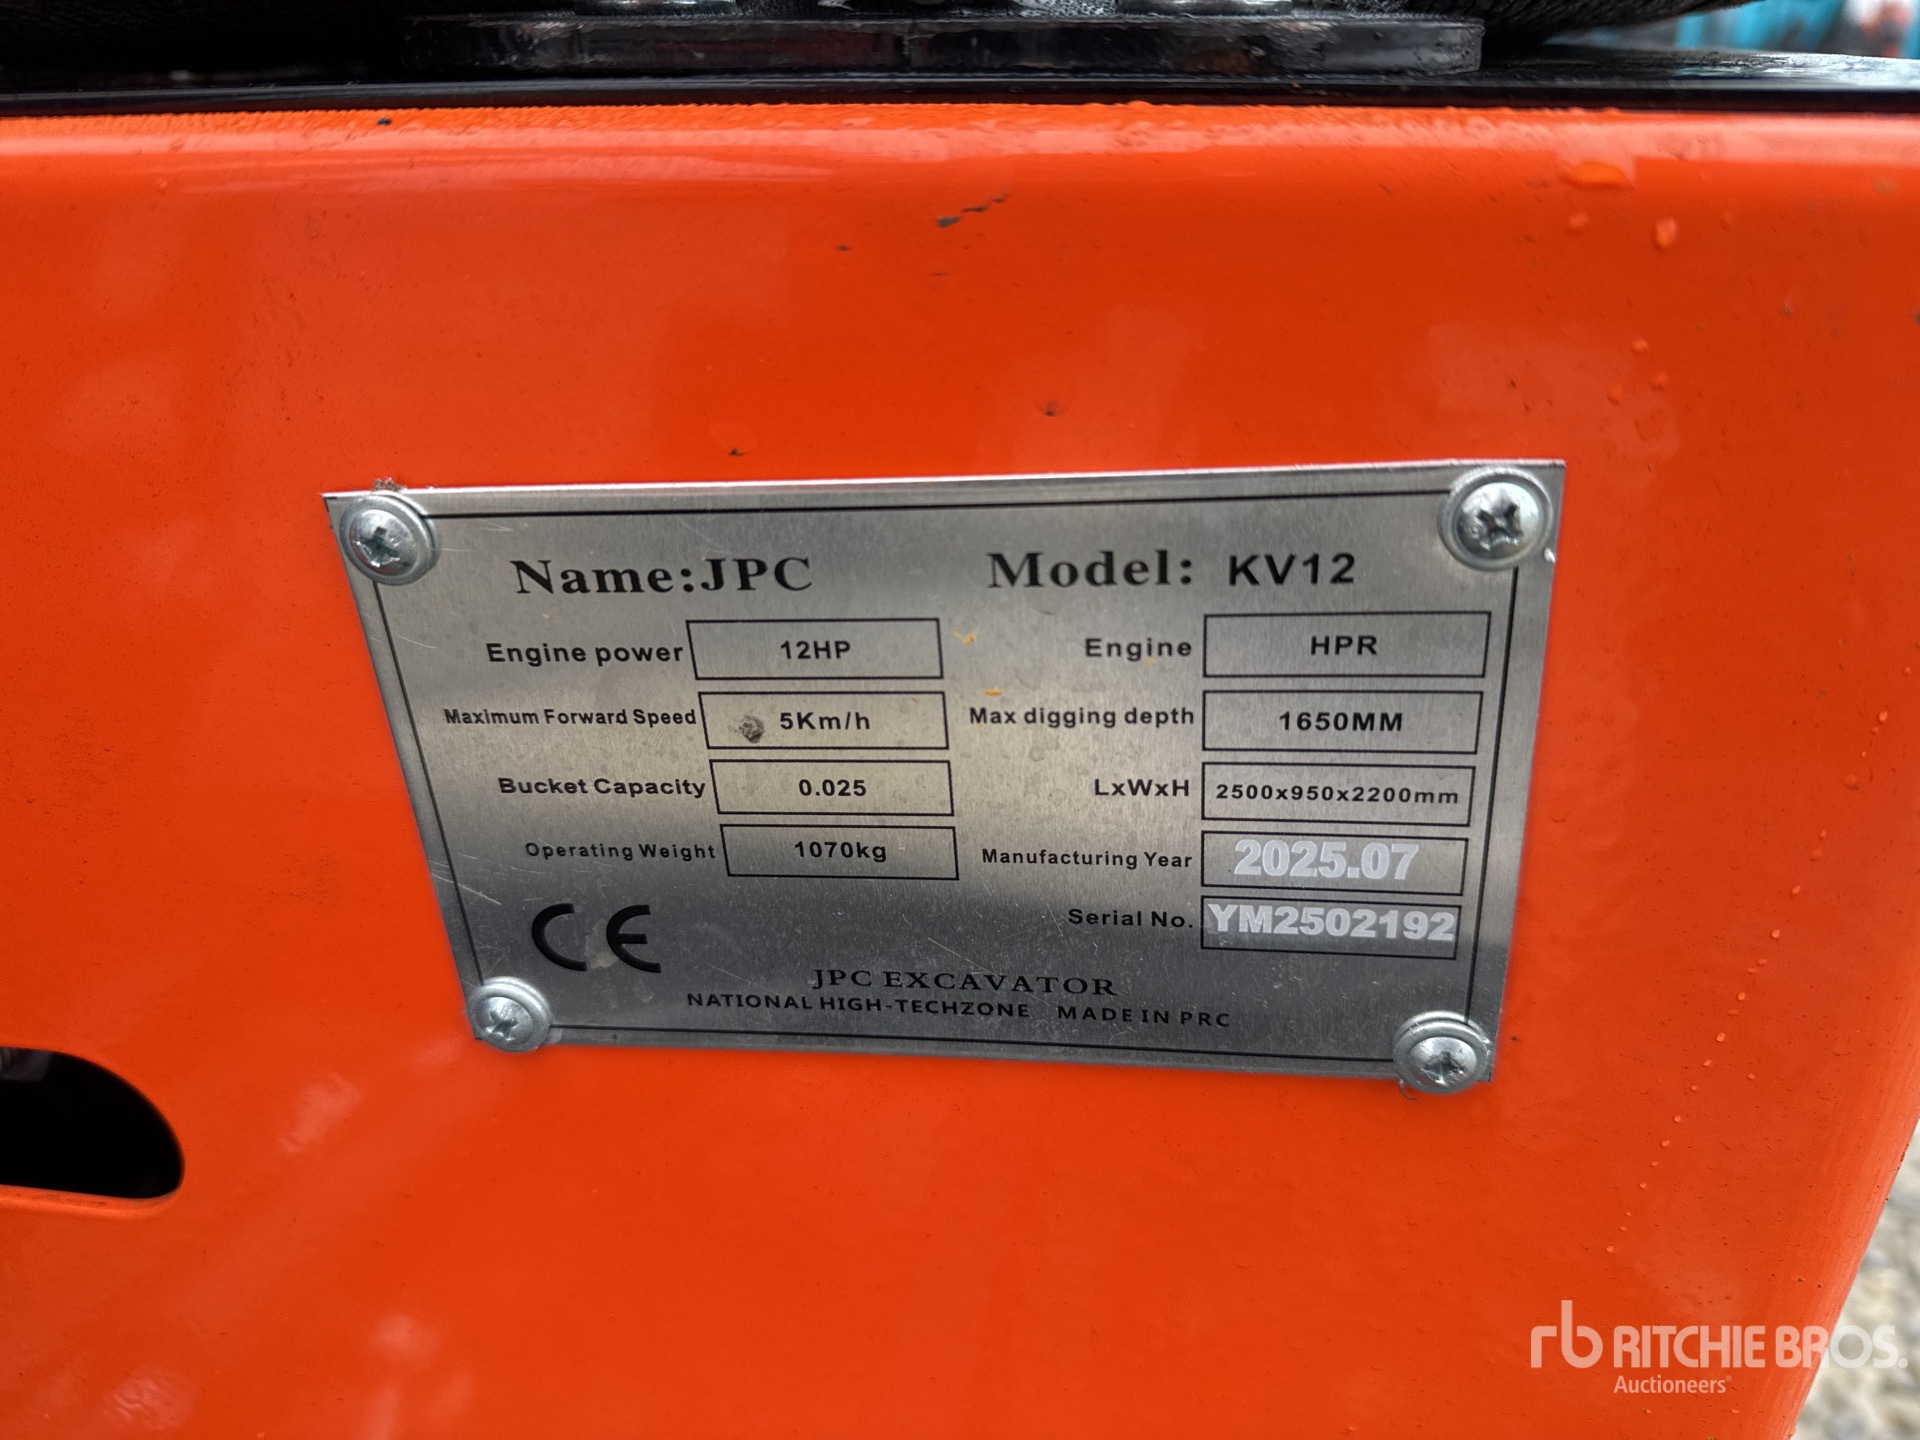 Name:JPC Model: KV12
Engine power 12HP Engine HPR
Maximum Forward Speed 5Km/h Max digging depth 1650MM
Bucket Capacity 0.025 LxWxH 2500x950x2200mm
Operating Weight 1070kg Manufacturing Year 2025.07
Serial No. YM2502192
CE
JPC EXCAVATOR
NATIONAL HIGH-TECHZONE MADE IN PRC
rb RITCHIE BROS.
Auctioneers